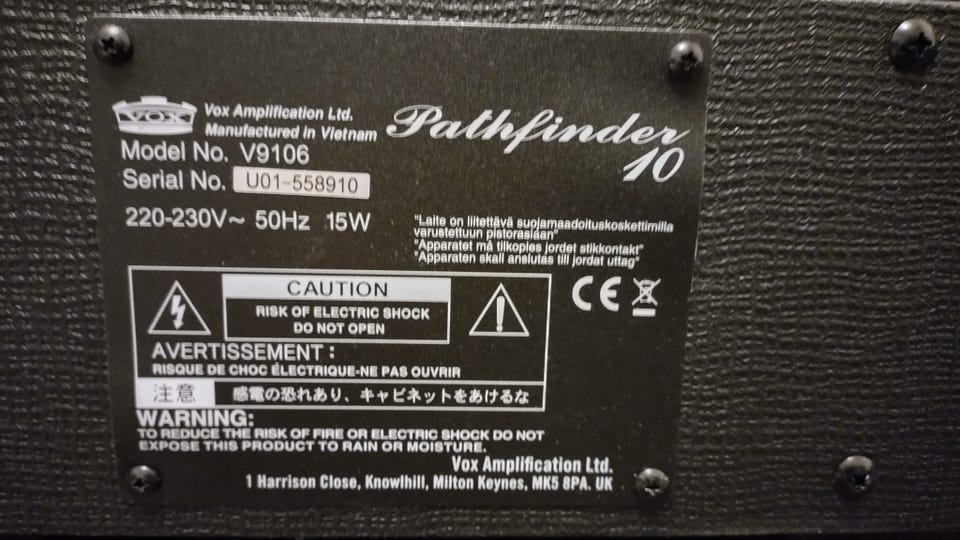 VOX
Vox Amplification Ltd.
Manufactured in Vietnam
Pathfinder
10
Model No. V9106
Serial No. U01-558910
220-230V~ 50Hz 15W
"Laite on liitettävä suojamaadoituskoskettimilla
varustettuun pistorasiaan"
"Apparatet må tilkoples jordet stikkontakt"
"Apparaten skall anslutas till jordat uttag"
CE
CAUTION
RISK OF ELECTRIC SHOCK
DO NOT OPEN
AVERTISSEMENT :
RISQUE DE CHOC ÉLECTRIQUE-NE PAS OUVRIR
注意 感電の恐れあり、キャビネットをあけるな
WARNING:
TO REDUCE THE RISK OF FIRE OR ELECTRIC SHOCK DO NOT
EXPOSE THIS PRODUCT TO RAIN OR MOISTURE.
Vox Amplification Ltd.
1 Harrison Close, Knowlhill, Milton Keynes, MK5 8PA. UK